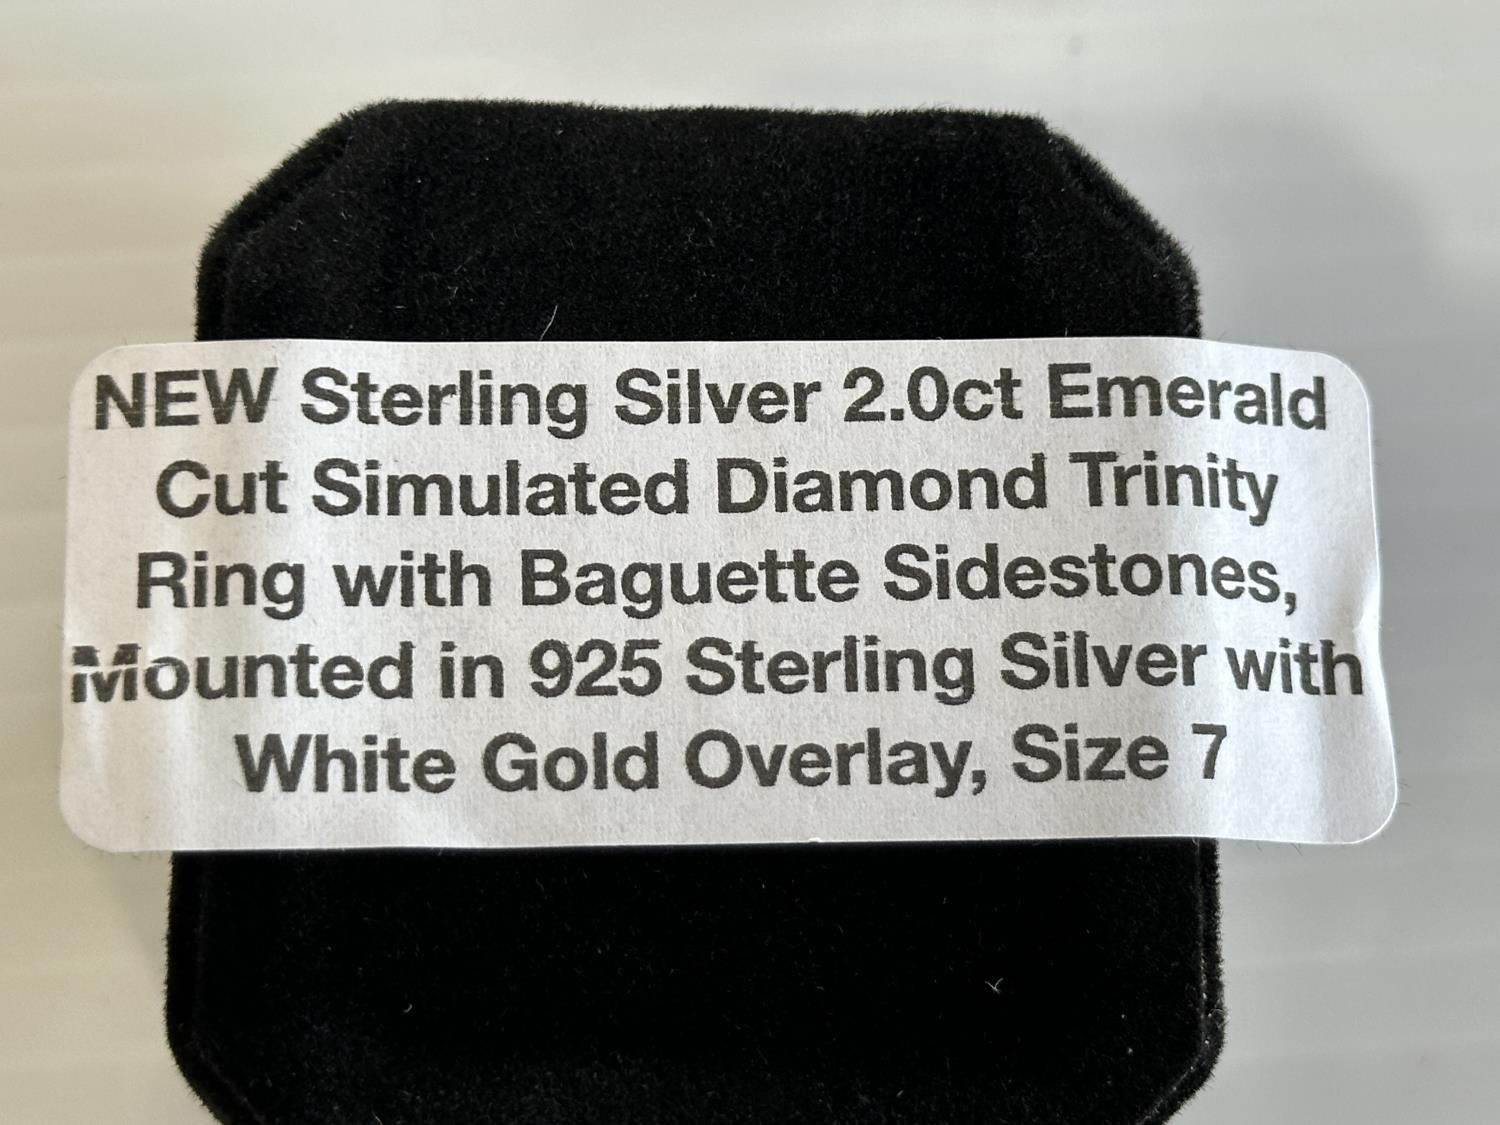 NEW Sterling Silver 2.0ct Emerald
Cut Simulated Diamond Trinity
Ring with Baguette Sidestones,
Mounted in 925 Sterling Silver with
White Gold Overlay, Size 7